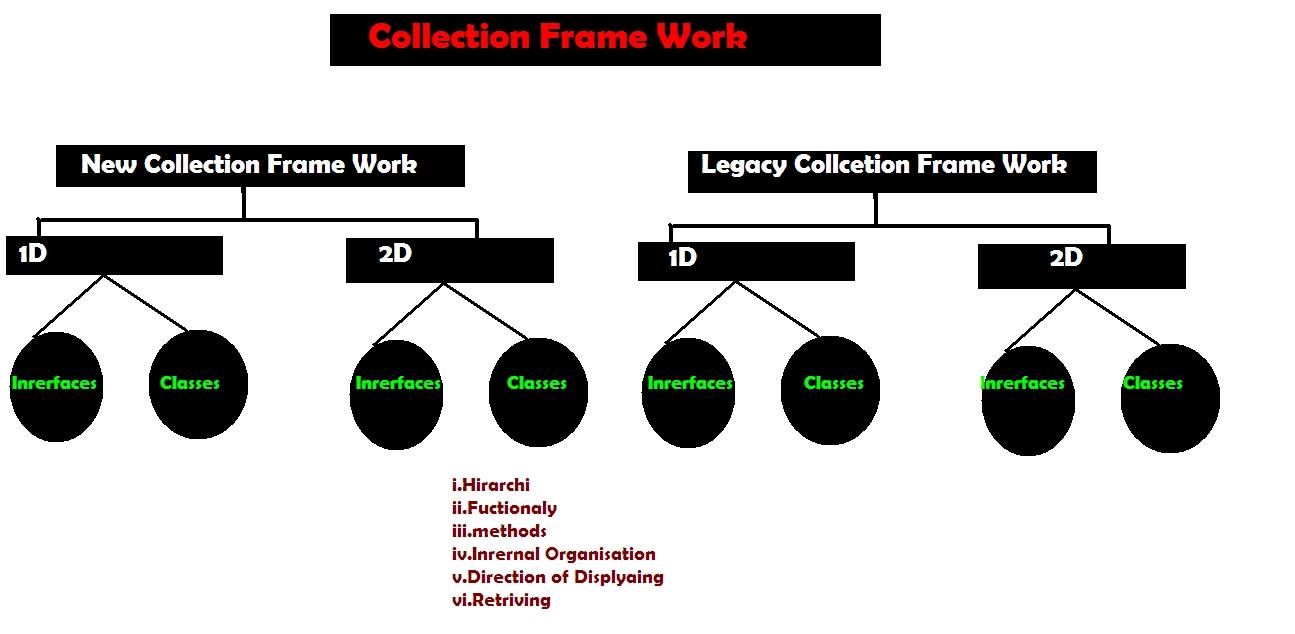 Collection Frame Work
New Collection Frame Work
Legacy Collcetion Frame Work
1D
2D
1D
2D
Inrerfaces
Classes
Inrerfaces
Classes
Inrerfaces
Classes
Inrerfaces
Classes
i.Hirarchi
ii.Fuctionaly
iii.methods
iv.Inrernal Organisation
v.Direction of Displyaing
vi.Retriving